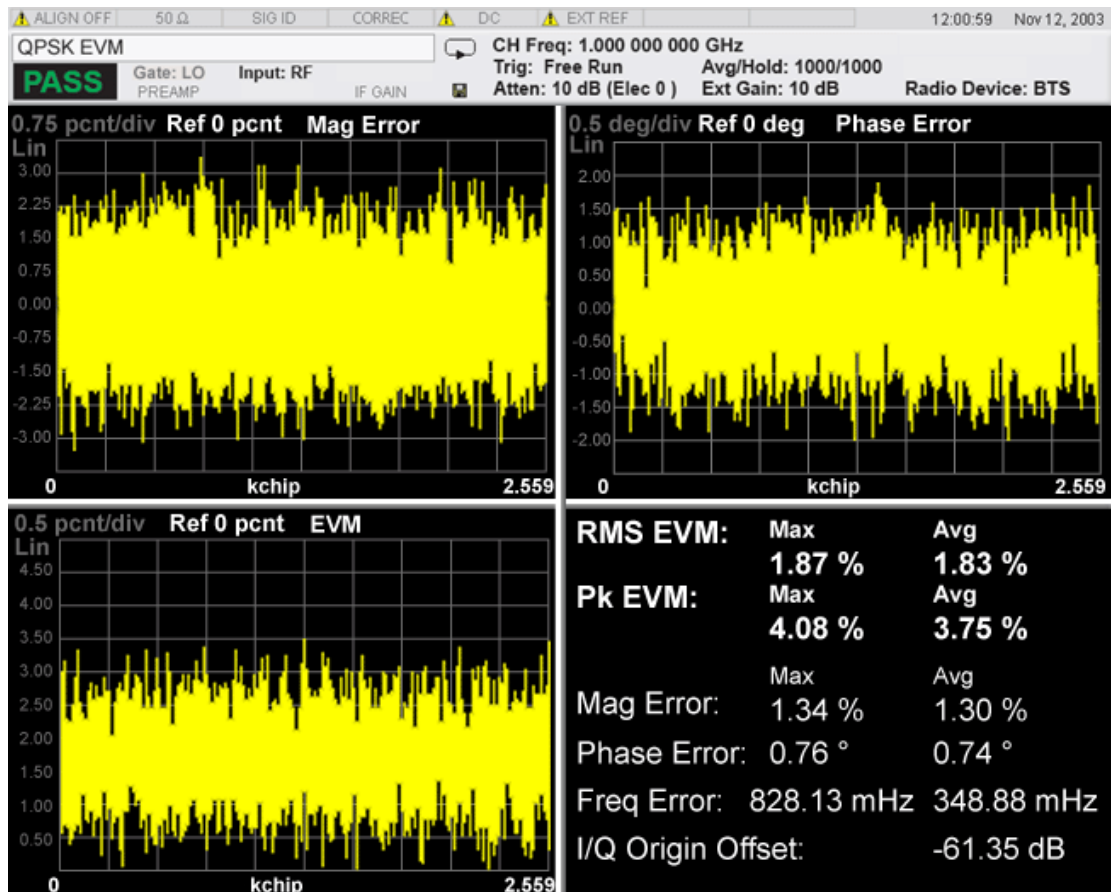 ALIGN OFF 50 Ω SIG ID CORREC DC EXT REF 12:00:59 Nov 12, 2003
QPSK EVM
PASS
Gate: LO Input: RF
PREAMP IF GAIN
CH Freq: 1.000 000 000 GHz
Trig: Free Run Avg/Hold: 1000/1000
Atten: 10 dB (Elec 0 ) Ext Gain: 10 dB Radio Device: BTS
0.75 pcnt/div Ref 0 pcnt Mag Error
Lin
3.00
2.25
1.50
0.75
0.00
-0.75
-1.50
-2.25
-3.00
0 kchip 2.559
0.5 deg/div Ref 0 deg Phase Error
Lin
2.00
1.50
1.00
0.50
0.00
-0.50
-1.00
-1.50
-2.00
0 kchip 2.559
0.5 pcnt/div Ref 0 pcnt EVM
Lin
4.50
4.00
3.50
3.00
2.50
2.00
1.50
1.00
0.50
0 kchip 2.559
RMS EVM: Max Avg
1.87 % 1.83 %
Pk EVM: Max Avg
4.08 % 3.75 %
Max Avg
Mag Error: 1.34 % 1.30 %
Phase Error: 0.76 ° 0.74 °
Freq Error: 828.13 mHz 348.88 mHz
I/Q Origin Offset: -61.35 dB